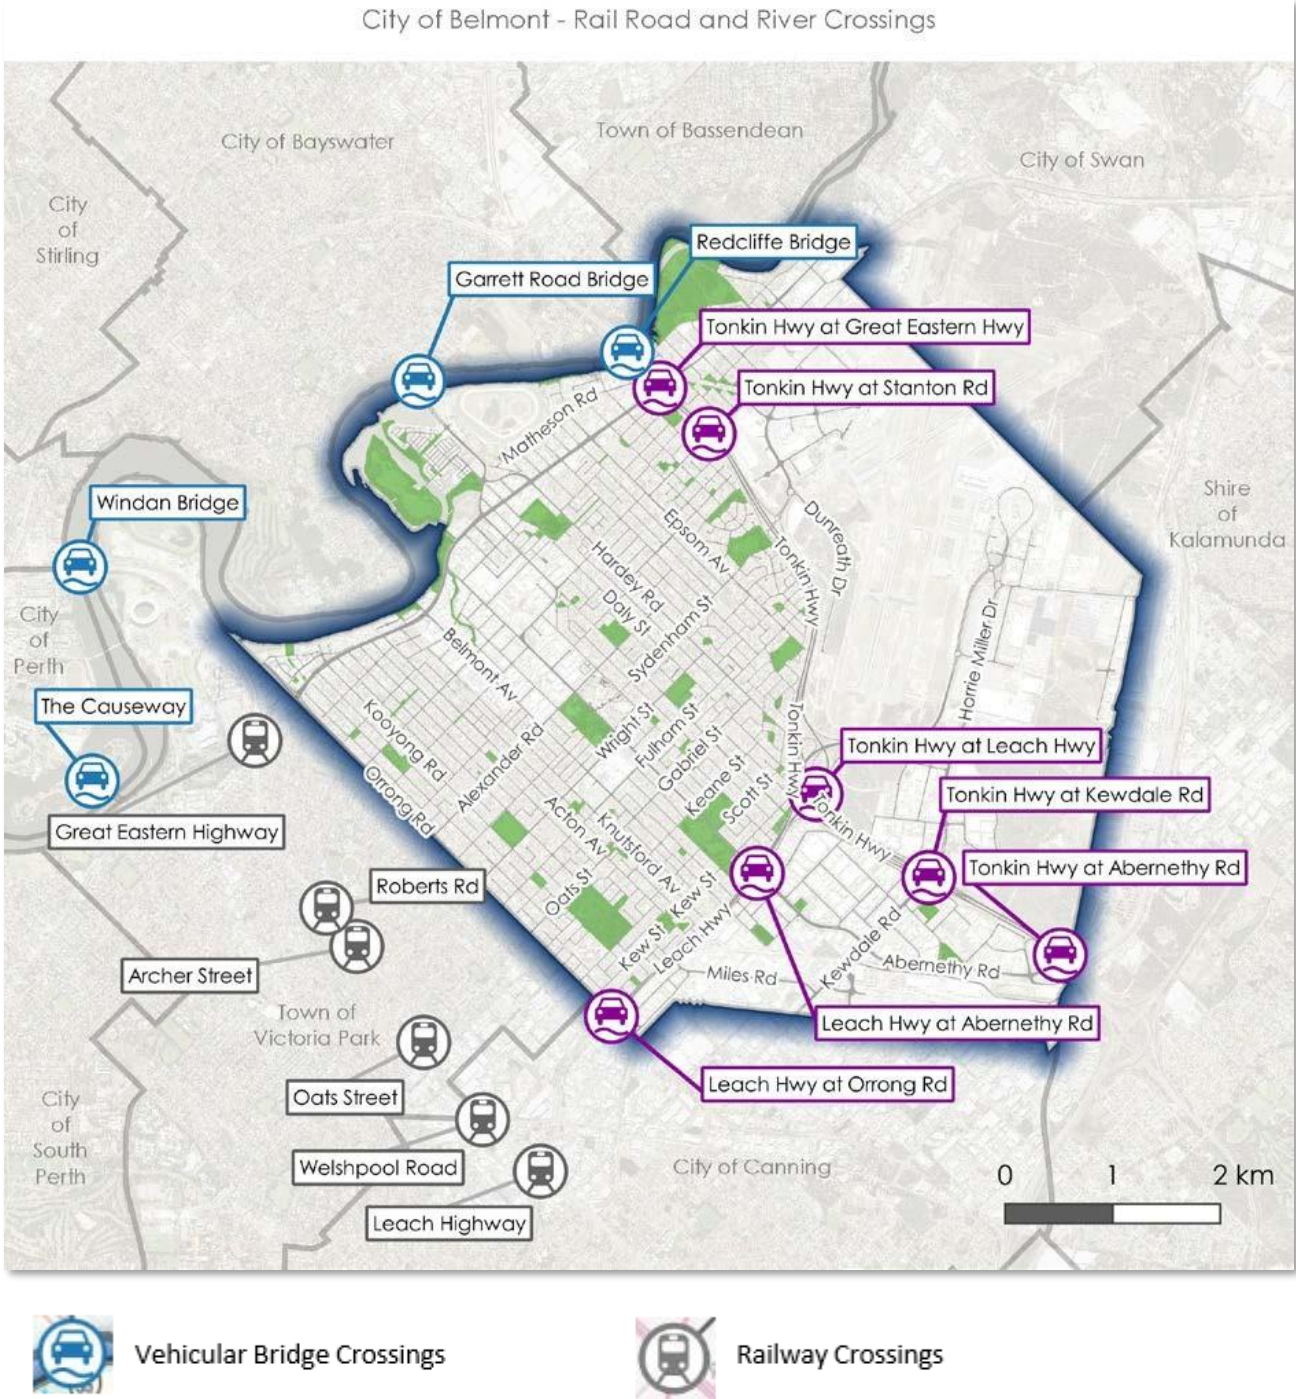 City of Belmont - Rail Road and River Crossings
City of Bayswater
Town of Bassendean
City of Swan
City
of
Stirling
Redcliffe Bridge
Garrett Road Bridge
Tonkin Hwy at Great Eastern Hwy
Tonkin Hwy at Stanton Rd
Matheson Rd
Windan Bridge
Shire
of
Kalamunda
Dunreath Dr
Epsom Av
Tonkin Hwy
Hardey Rd
Daly St
Sydenham St
City
of
Perth
Belmont Av
Horrie Miller Dr
The Causeway
Kooyong Rd
Wright St
Fulham St
Gabriel St
Tonkin Hwy
Alexander Rd
Keane St
Scott St
Tonkin Hwy at Leach Hwy
Orrong Rd
Tonkin Hwy at Kewdale Rd
Great Eastern Highway
Acton Av
Knutsford Av
Tonkin Hwy
Tonkin Hwy at Abernethy Rd
Roberts Rd
Oats St
Kew St
Kew St
Leach Hwy
Kewdale Rd
Archer Street
Miles Rd
Abernethy Rd
Town of
Victoria Park
Leach Hwy at Abernethy Rd
Leach Hwy at Orrong Rd
Oats Street
City
of
South
Perth
Welshpool Road
City of Canning
0 1 2 km
Leach Highway
Vehicular Bridge Crossings
Railway Crossings